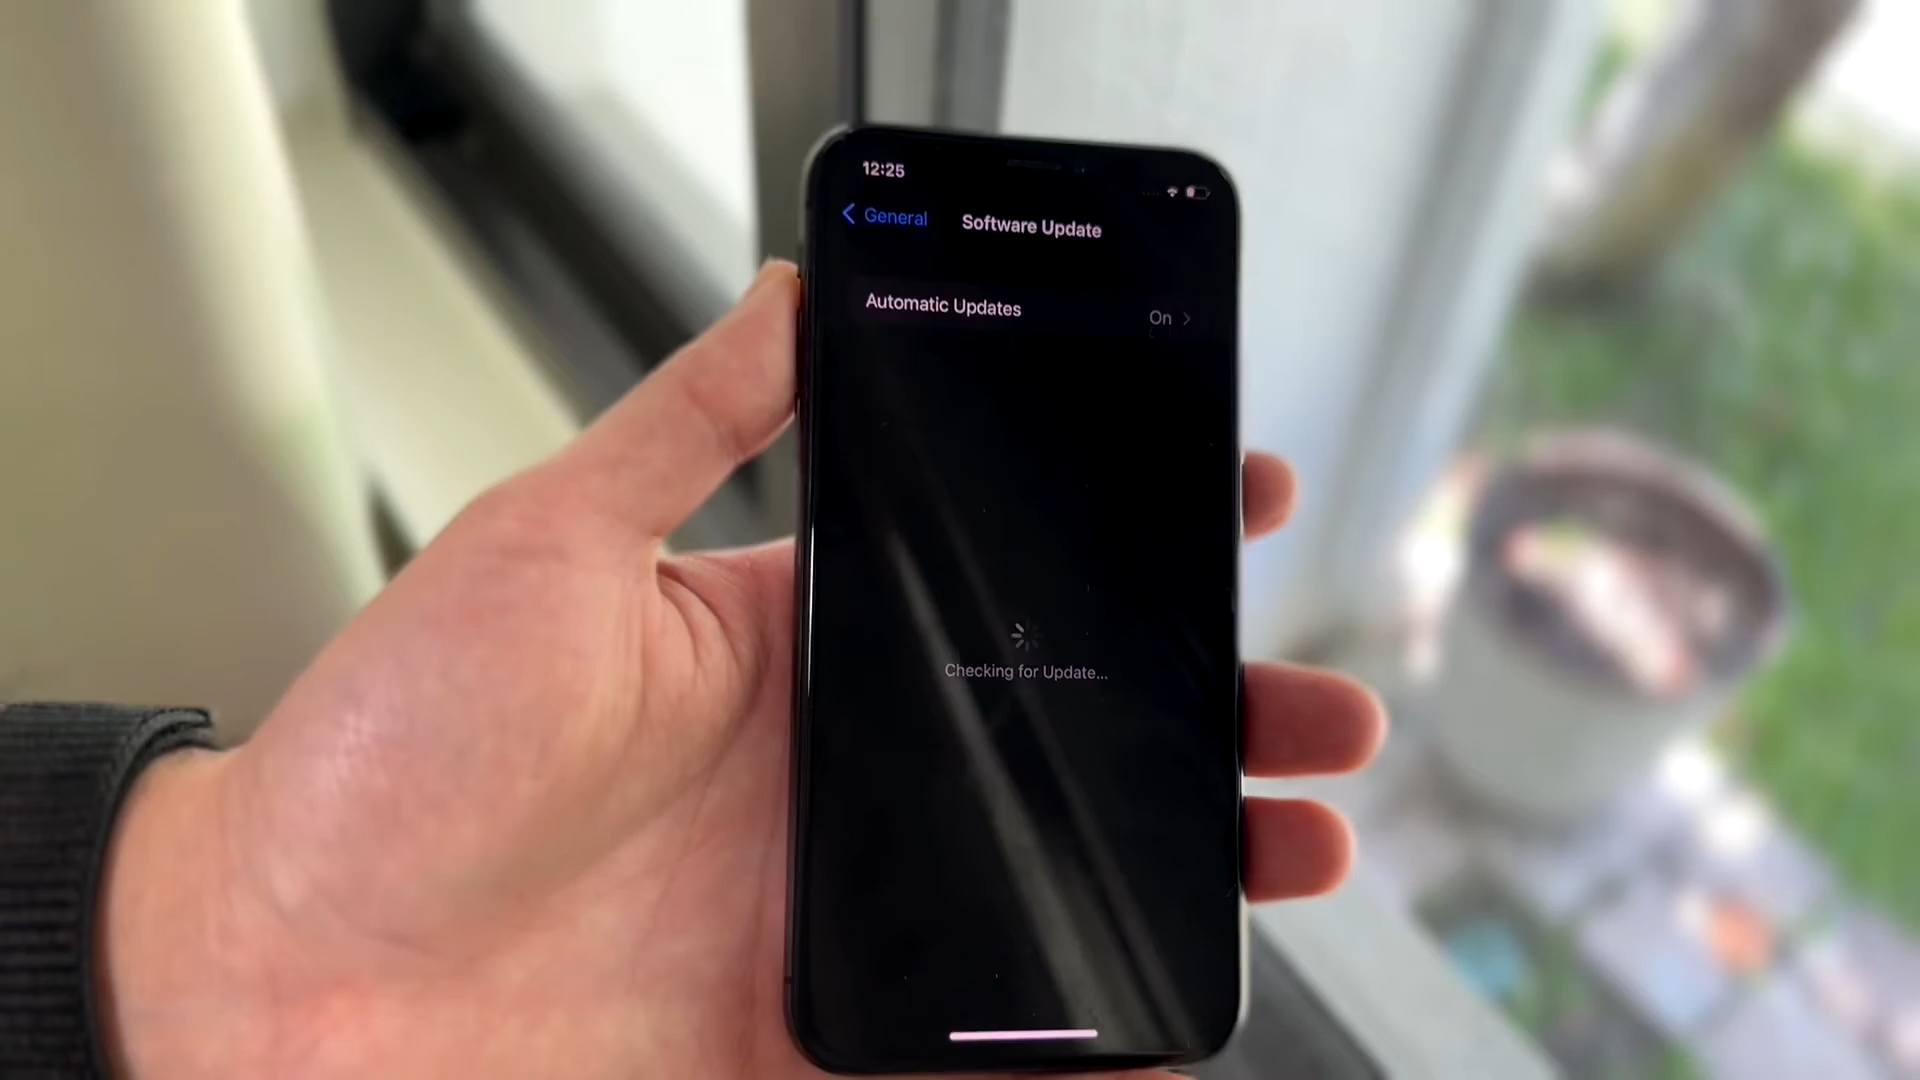 12:25
General
Software Update
Automatic Updates
On
Checking for Update...